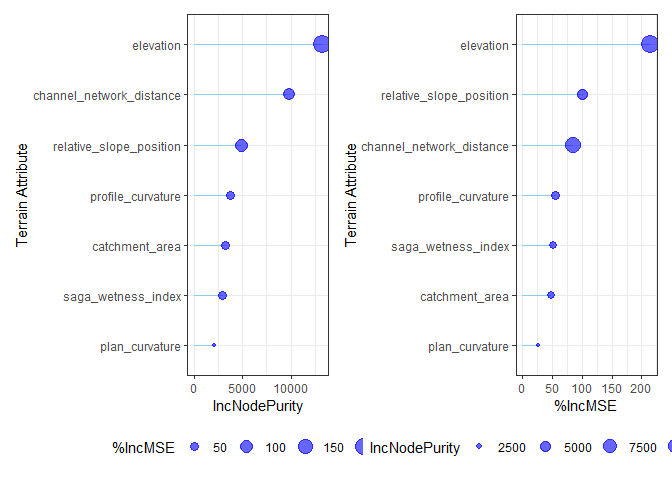 elevation
channel_network_distance
relative_slope_position
profile_curvature
catchment_area
saga_wetness_index
plan_curvature
Terrain Attribute
0 5000 10000
IncNodePurity
%IncMSE 50 100 150
elevation
relative_slope_position
channel_network_distance
profile_curvature
saga_wetness_index
catchment_area
plan_curvature
Terrain Attribute
0 50 100 150 200
%IncMSE
IncNodePurity 2500 5000 7500